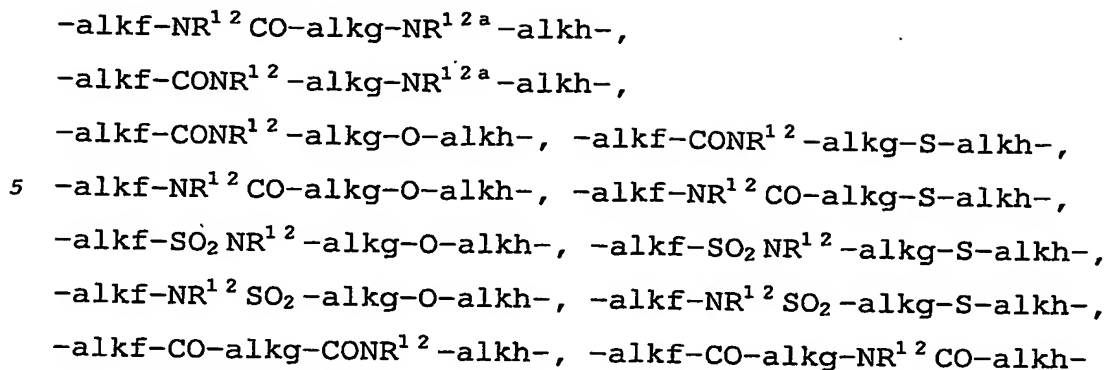 -alkf-NR¹²CO-alkg-NR¹²ᵃ-alkh-,
-alkf-CONR¹²-alkg-NR¹²ᵃ-alkh-,
-alkf-CONR¹²-alkg-O-alkh-, -alkf-CONR¹²-alkg-S-alkh-,
5 -alkf-NR¹²CO-alkg-O-alkh-, -alkf-NR¹²CO-alkg-S-alkh-,
-alkf-SO₂NR¹²-alkg-O-alkh-, -alkf-SO₂NR¹²-alkg-S-alkh-,
-alkf-NR¹²SO₂-alkg-O-alkh-, -alkf-NR¹²SO₂-alkg-S-alkh-,
-alkf-CO-alkg-CONR¹²-alkh-, -alkf-CO-alkg-NR¹²CO-alkh-